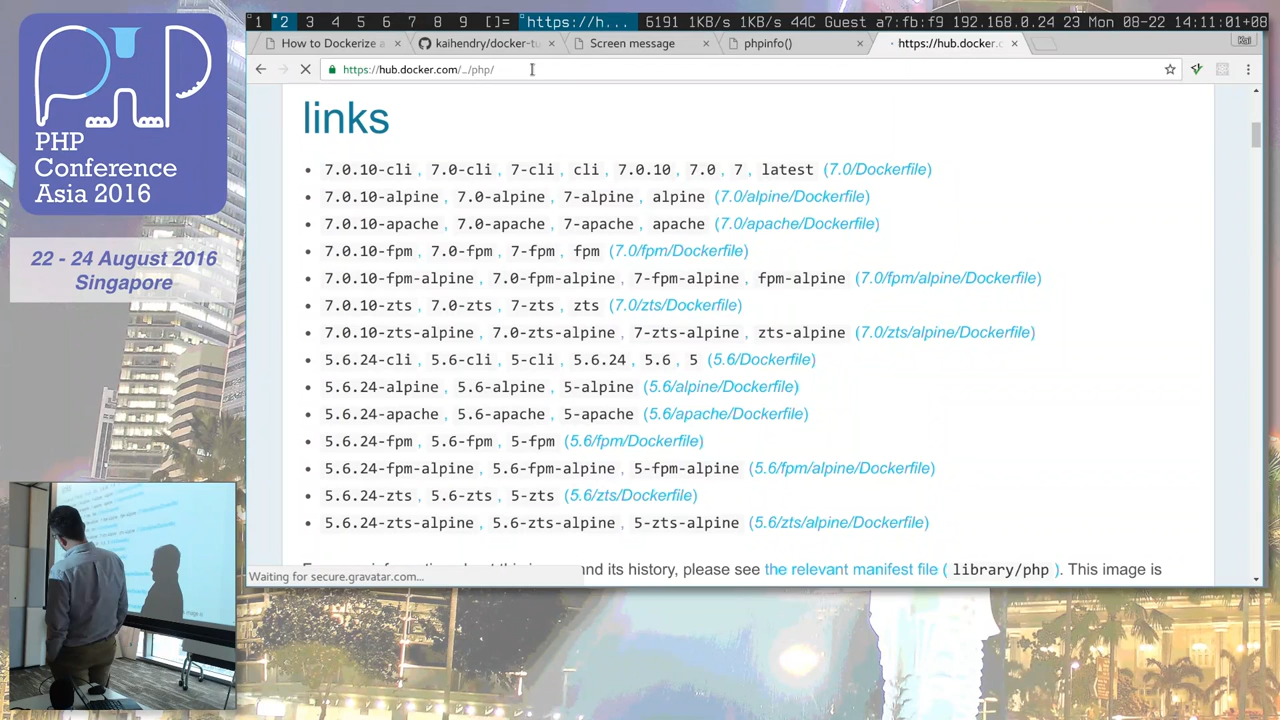 PHP
Conference
Asia 2016
22 - 24 August 2016
Singapore
1 2 3 4 5 6 7 8 9 []= https://h... 6191 1KB/s 1KB/s 44C Guest a7:fb:f9 192.168.0.24 23 Mon 08-22 14:11:01+08
How to Dockerize a × kaihendry/docker-tu × Screen message × phpinfo() × https://hub.docker.c × Kai
https://hub.docker.com/_/php/
links
• 7.0.10-cli , 7.0-cli , 7-cli , cli , 7.0.10 , 7.0 , 7 , latest (7.0/Dockerfile)
• 7.0.10-alpine , 7.0-alpine , 7-alpine , alpine (7.0/alpine/Dockerfile)
• 7.0.10-apache , 7.0-apache , 7-apache , apache (7.0/apache/Dockerfile)
• 7.0.10-fpm , 7.0-fpm , 7-fpm , fpm (7.0/fpm/Dockerfile)
• 7.0.10-fpm-alpine , 7.0-fpm-alpine , 7-fpm-alpine , fpm-alpine (7.0/fpm/alpine/Dockerfile)
• 7.0.10-zts , 7.0-zts , 7-zts , zts (7.0/zts/Dockerfile)
• 7.0.10-zts-alpine , 7.0-zts-alpine , 7-zts-alpine , zts-alpine (7.0/zts/alpine/Dockerfile)
• 5.6.24-cli , 5.6-cli , 5-cli , 5.6.24 , 5.6 , 5 (5.6/Dockerfile)
• 5.6.24-alpine , 5.6-alpine , 5-alpine (5.6/alpine/Dockerfile)
• 5.6.24-apache , 5.6-apache , 5-apache (5.6/apache/Dockerfile)
• 5.6.24-fpm , 5.6-fpm , 5-fpm (5.6/fpm/Dockerfile)
• 5.6.24-fpm-alpine , 5.6-fpm-alpine , 5-fpm-alpine (5.6/fpm/alpine/Dockerfile)
• 5.6.24-zts , 5.6-zts , 5-zts (5.6/zts/Dockerfile)
• 5.6.24-zts-alpine , 5.6-zts-alpine , 5-zts-alpine (5.6/zts/alpine/Dockerfile)
and its history, please see the relevant manifest file ( library/php ). This image is
Waiting for secure.gravatar.com...